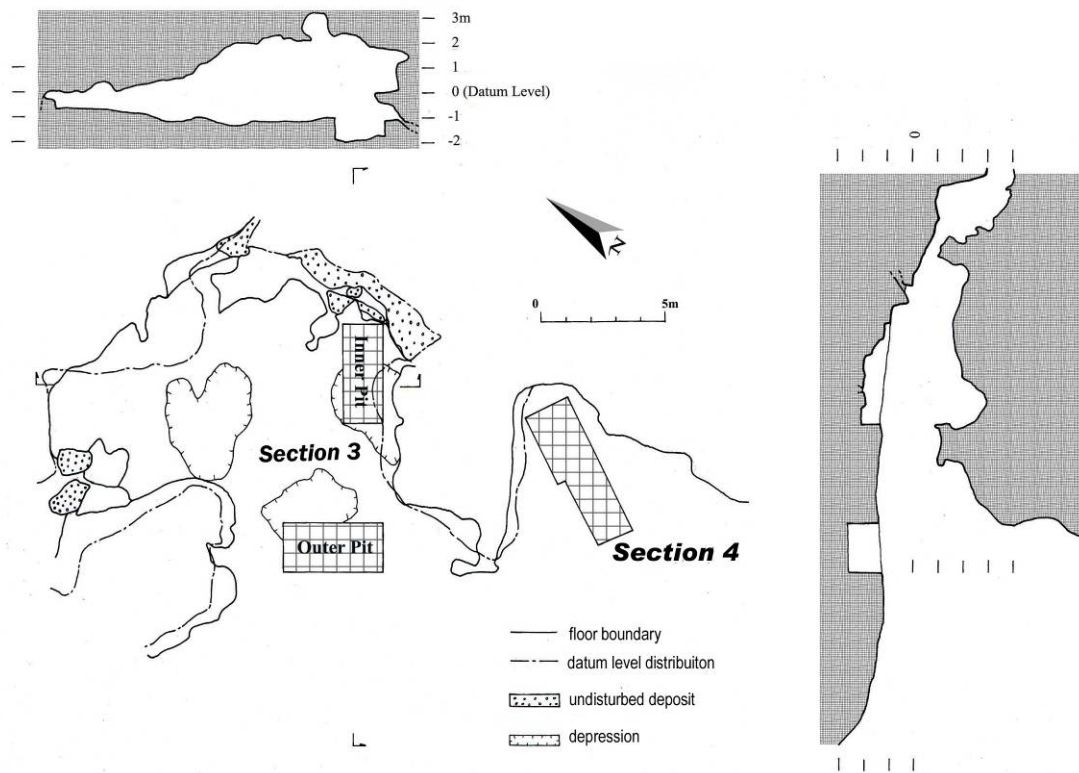 3m
2
1
0 (Datum Level)
-1
-2
0
N
0 5m
Inner Pit
Section 3
Outer Pit
Section 4
floor boundary
datum level distribuiton
undisturbed deposit
depression